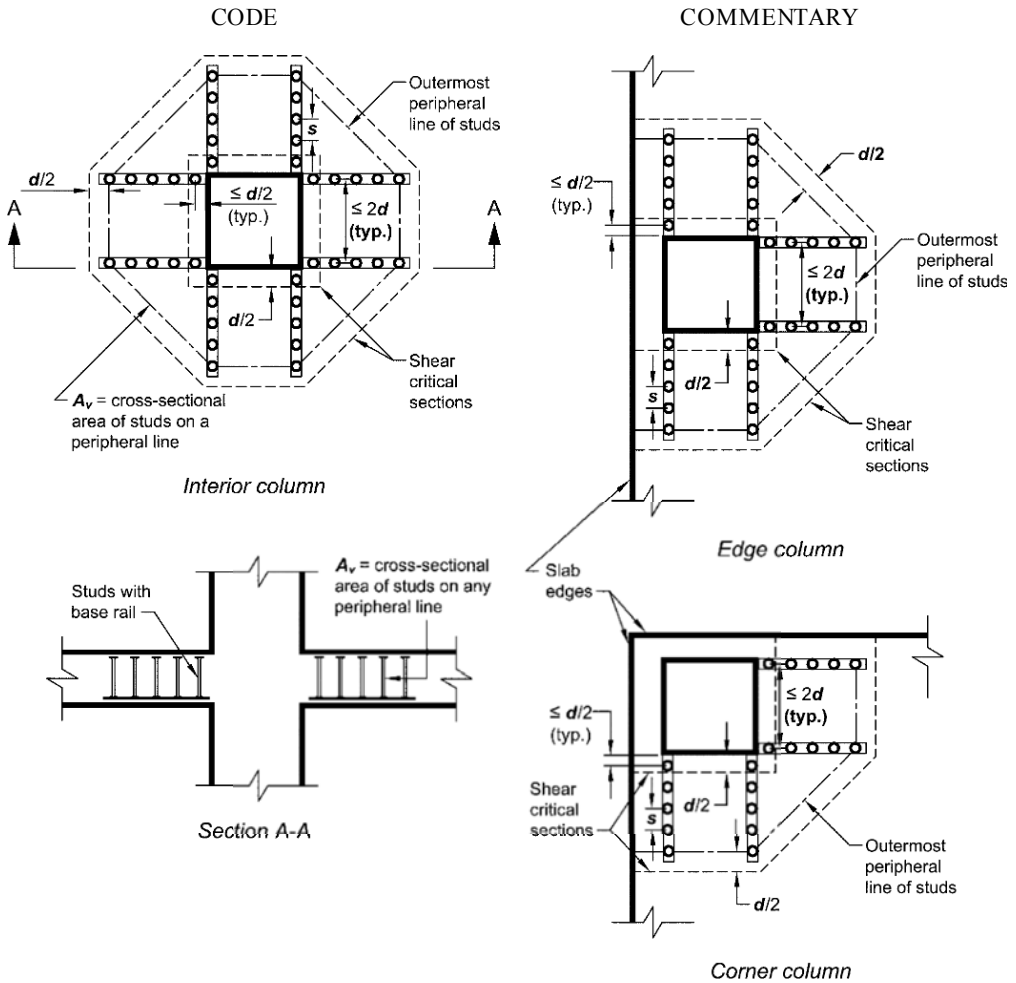 CODE
COMMENTARY
Outermost
peripheral
line of studs
s
d/2
≤ d/2
(typ.)
≤ 2d
(typ.)
A
A
d/2
Shear
critical
sections
Av = cross-sectional
area of studs on a
peripheral line
Interior column
d/2
≤ d/2
(typ.)
Outermost
peripheral
line of studs
≤ 2d
(typ.)
d/2
s
Shear
critical
sections
Edge column
Slab
edges
Av = cross-sectional
area of studs on any
peripheral line
Studs with
base rail
Section A-A
≤ 2d
(typ.)
≤ d/2
(typ.)
Shear
critical
sections
d/2
s
Outermost
peripheral
line of studs
d/2
Corner column